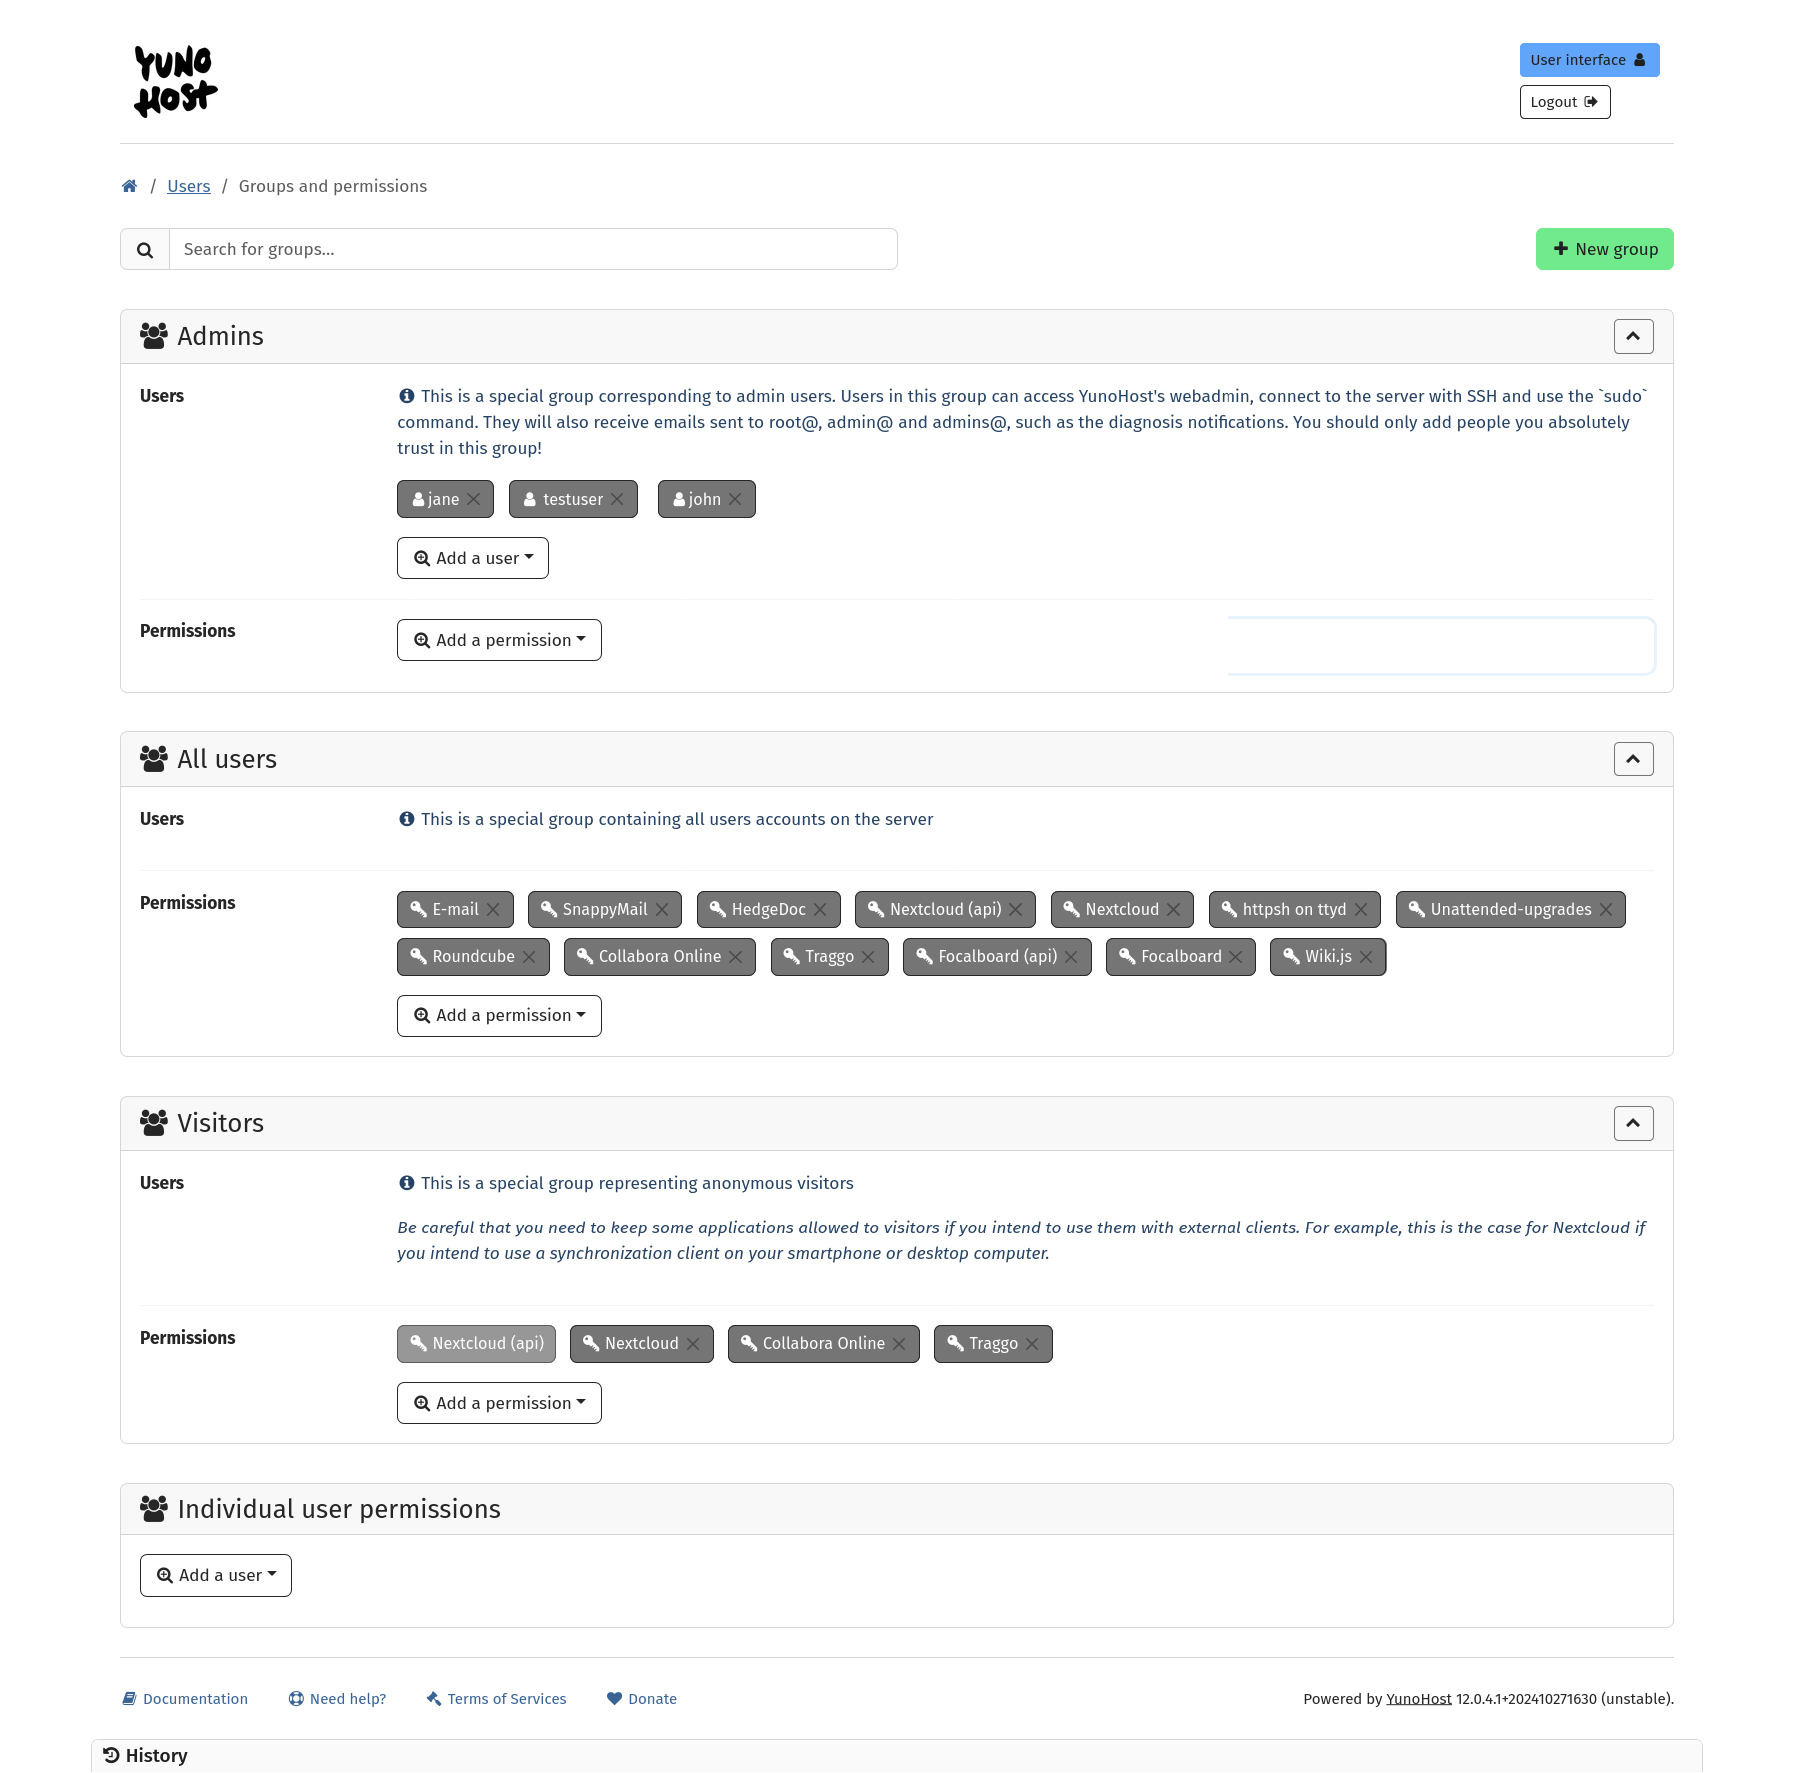 YUNO
HOST
User interface
Logout
/ Users / Groups and permissions
Search for groups...
New group
Admins
Users
This is a special group corresponding to admin users. Users in this group can access YunoHost's webadmin, connect to the server with SSH and use the `sudo`
command. They will also receive emails sent to root@, admin@ and admins@, such as the diagnosis notifications. You should only add people you absolutely
trust in this group!
jane testuser john
Add a user
Permissions
Add a permission
All users
Users
This is a special group containing all users accounts on the server
Permissions
E-mail SnappyMail HedgeDoc Nextcloud (api) Nextcloud httpsh on ttyd Unattended-upgrades
Roundcube Collabora Online Traggo Focalboard (api) Focalboard Wiki.js
Add a permission
Visitors
Users
This is a special group representing anonymous visitors
Be careful that you need to keep some applications allowed to visitors if you intend to use them with external clients. For example, this is the case for Nextcloud if
you intend to use a synchronization client on your smartphone or desktop computer.
Permissions
Nextcloud (api) Nextcloud Collabora Online Traggo
Add a permission
Individual user permissions
Add a user
Documentation Need help? Terms of Services Donate
Powered by YunoHost 12.0.4.1+202410271630 (unstable).
History